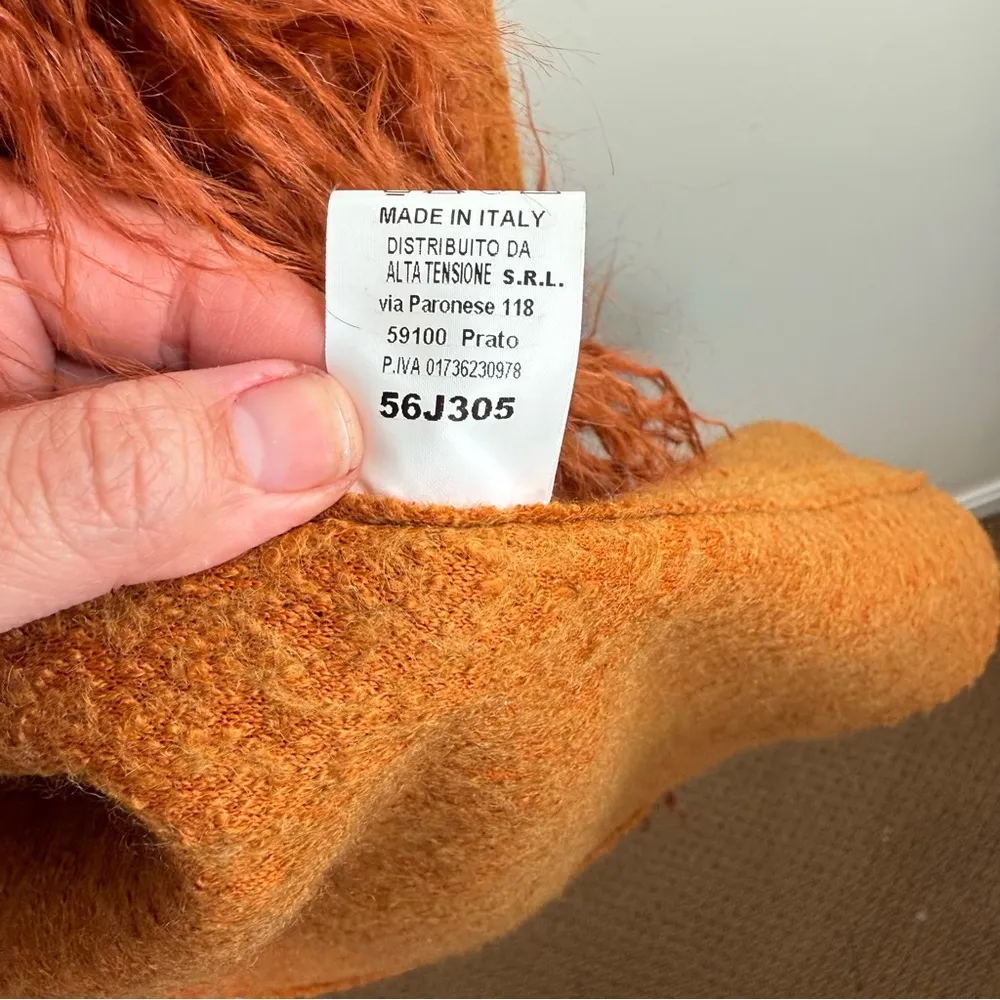 MADE IN ITALY
DISTRIBUITO DA
ALTA TENSIONE S.R.L.
via Paronese 118
59100 Prato
P.IVA 01736230978
56J305